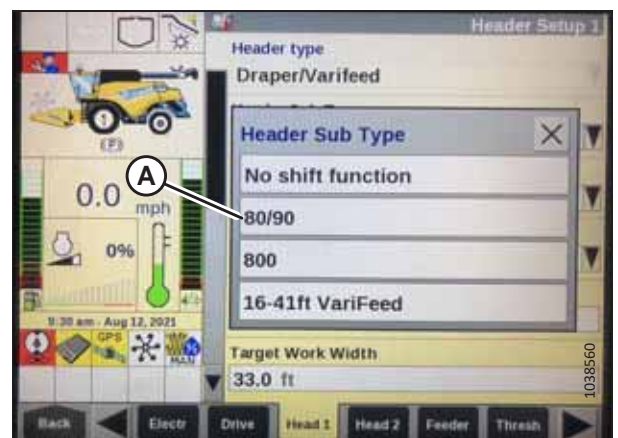 Header Setup 1
Header type
Draper/Varifeed
Header Sub Type
No shift function
80/90
800
16-41ft VariFeed
A
(P)
0.0 mph
0%
9:30 am - Aug 12, 2021
GPS
Target Work Width
33.0 ft
Back
Electr
Drive
Head 1
Head 2
Feeder
Thresh
1038560